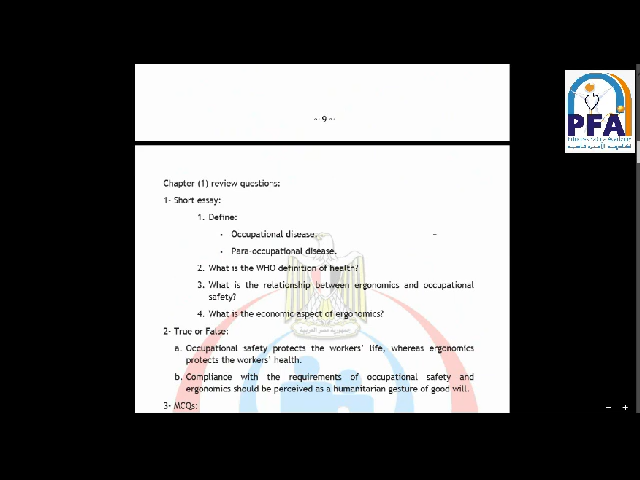 ~ 9 ~
PFA
Chapter (1) review questions:
1- Short essay:
1. Define:
- Occupational disease.
- Para-occupational disease.
2. What is the WHO definition of health?
3. What is the relationship between ergonomics and occupational
safety?
4. What is the economic aspect of ergonomics?
2- True or False:
a. Occupational safety protects the workers' life, whereas ergonomics
protects the workers' health.
b. Compliance with the requirements of occupational safety and
ergonomics should be perceived as a humanitarian gesture of good will.
3- MCQs: